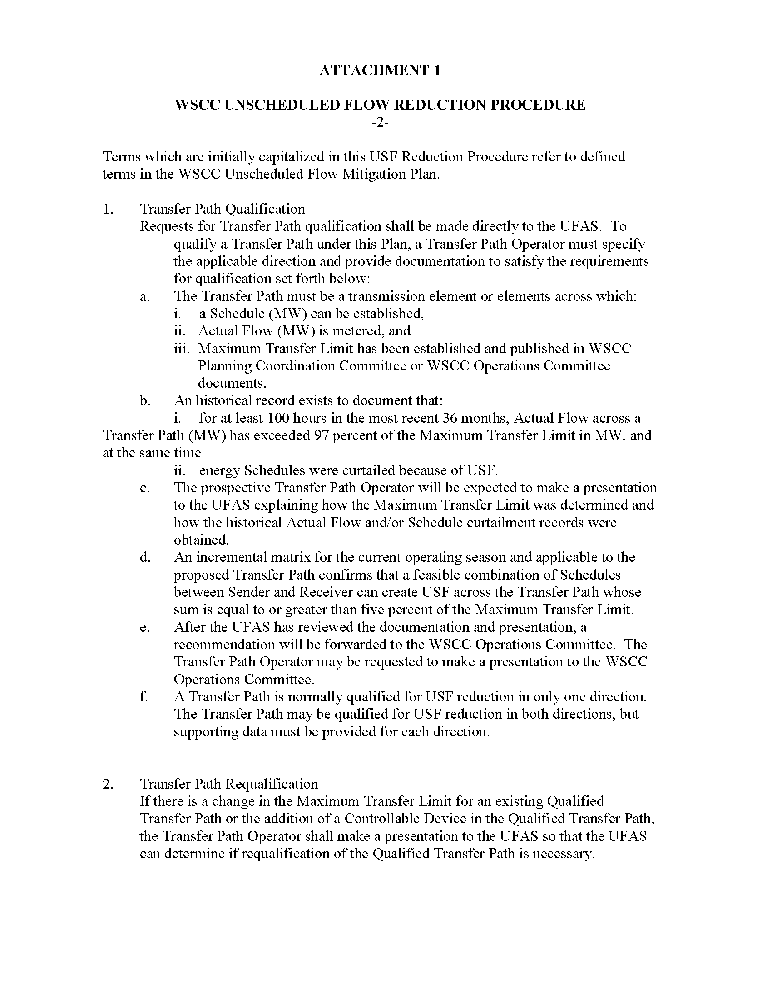 ATTACHMENT 1
WSCC UNSCHEDULED FLOW REDUCTION PROCEDURE
-2-
Terms which are initially capitalized in this USF Reduction Procedure refer to defined
terms in the WSCC Unscheduled Flow Mitigation Plan.
1. Transfer Path Qualification
Requests for Transfer Path qualification shall be made directly to the UFAS. To
qualify a Transfer Path under this Plan, a Transfer Path Operator must specify
the applicable direction and provide documentation to satisfy the requirements
for qualification set forth below:
a. The Transfer Path must be a transmission element or elements across which:
i. a Schedule (MW) can be established,
ii. Actual Flow (MW) is metered, and
iii. Maximum Transfer Limit has been established and published in WSCC
Planning Coordination Committee or WSCC Operations Committee
documents.
b. An historical record exists to document that:
i. for at least 100 hours in the most recent 36 months, Actual Flow across a
Transfer Path (MW) has exceeded 97 percent of the Maximum Transfer Limit in MW, and
at the same time
ii. energy Schedules were curtailed because of USF.
c. The prospective Transfer Path Operator will be expected to make a presentation
to the UFAS explaining how the Maximum Transfer Limit was determined and
how the historical Actual Flow and/or Schedule curtailment records were
obtained.
d. An incremental matrix for the current operating season and applicable to the
proposed Transfer Path confirms that a feasible combination of Schedules
between Sender and Receiver can create USF across the Transfer Path whose
sum is equal to or greater than five percent of the Maximum Transfer Limit.
e. After the UFAS has reviewed the documentation and presentation, a
recommendation will be forwarded to the WSCC Operations Committee. The
Transfer Path Operator may be requested to make a presentation to the WSCC
Operations Committee.
f. A Transfer Path is normally qualified for USF reduction in only one direction.
The Transfer Path may be qualified for USF reduction in both directions, but
supporting data must be provided for each direction.
2. Transfer Path Requalification
If there is a change in the Maximum Transfer Limit for an existing Qualified
Transfer Path or the addition of a Controllable Device in the Qualified Transfer Path,
the Transfer Path Operator shall make a presentation to the UFAS so that the UFAS
can determine if requalification of the Qualified Transfer Path is necessary.